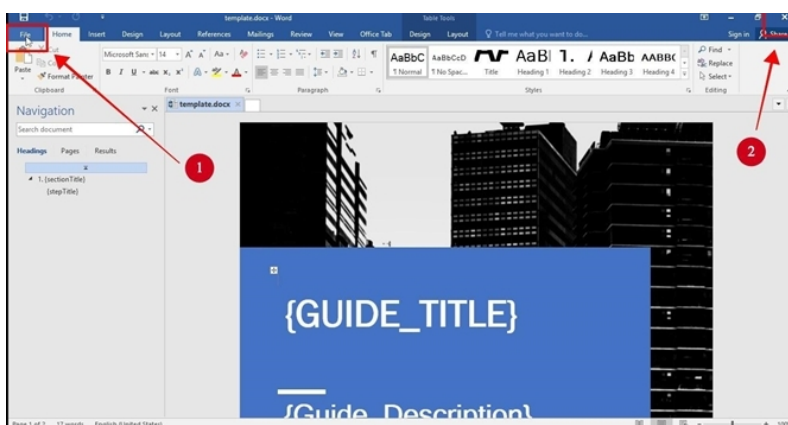 template.docx - Word
Table Tools
File Home Insert Design Layout References Mailings Review View Office Tab Design Layout Tell me what you want to do... Sign in Share
Paste
Cut
Format Painter
Clipboard
Microsoft Sans 14
Font
Paragraph
AaBbC AaBbCcD AaBl 1. AaBb AABBC
1 Normal 1 No Spac... Title Heading 1 Heading 2 Heading 3 Heading 4
Styles
Find
Replace
Select
Editing
Navigation
Search document
Headings Pages Results
1. {sectionTitle}
{stepTitle}
template.docx
1
2
{GUIDE_TITLE}
{Guide_Description}
Page 1 of 2 17 words English (United States)